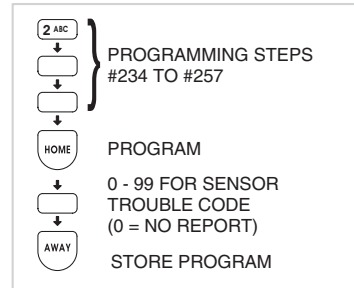 2 ABC
PROGRAMMING STEPS
#234 TO #257
HOME
PROGRAM
0 - 99 FOR SENSOR
TROUBLE CODE
(0 = NO REPORT)
AWAY
STORE PROGRAM